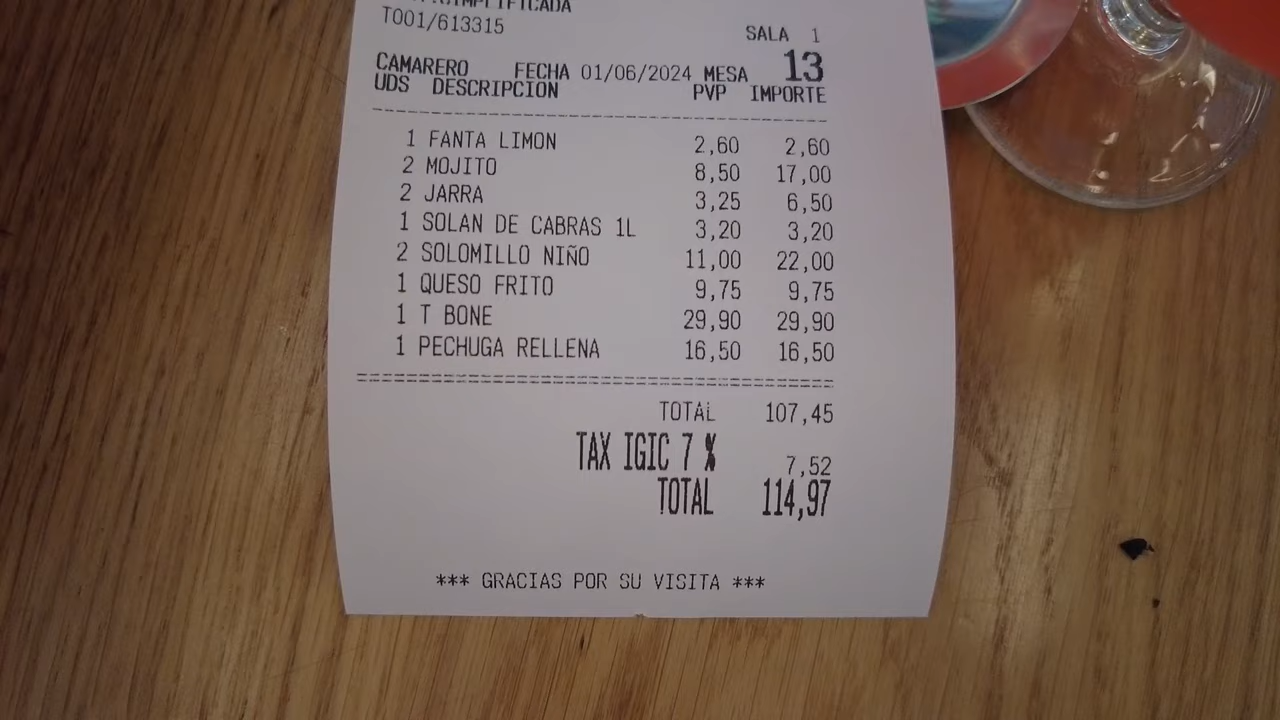 SIMPLIFICADA
T001/613315
SALA 1
CAMARERO FECHA 01/06/2024 MESA 13
UDS DESCRIPCION PVP IMPORTE
1 FANTA LIMON 2,60 2,60
2 MOJITO 8,50 17,00
2 JARRA 3,25 6,50
1 SOLAN DE CABRAS 1L 3,20 3,20
2 SOLOMILLO NIÑO 11,00 22,00
1 QUESO FRITO 9,75 9,75
1 T BONE 29,90 29,90
1 PECHUGA RELLENA 16,50 16,50
TOTAL 107,45
TAX IGIC 7 % 7,52
TOTAL 114,97
*** GRACIAS POR SU VISITA ***